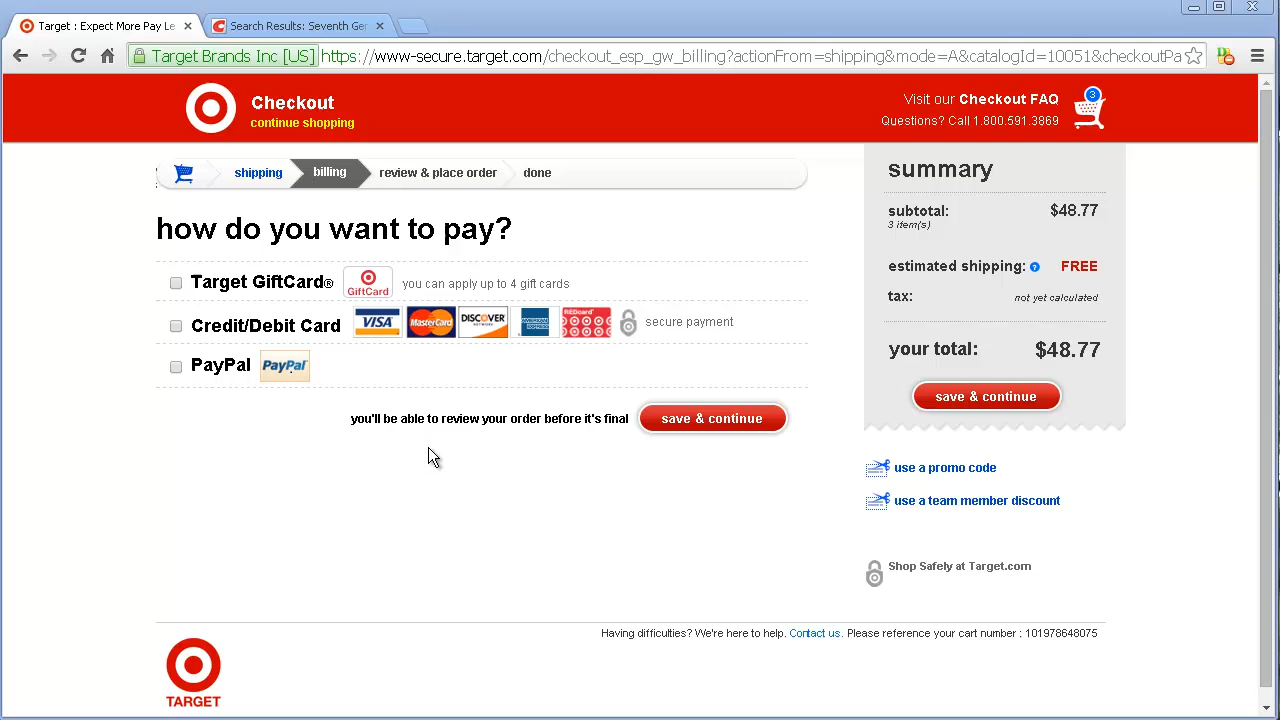 Target : Expect More Pay Le
Search Results: Seventh Ger
Target Brands Inc [US]
https://www-secure.target.com/checkout_esp_gw_billing?actionFrom=shipping&mode=A&catalogId=10051&checkoutPa
Checkout
continue shopping
Visit our Checkout FAQ
Questions? Call 1.800.591.3869
3
shipping
billing
review & place order
done
how do you want to pay?
Target GiftCard®
GiftCard
you can apply up to 4 gift cards
Credit/Debit Card
VISA
MasterCard
DISCOVER
NETWORK
AMERICAN EXPRESS
REDcard
secure payment
PayPal
PayPal
you'll be able to review your order before it's final
save & continue
summary
subtotal: $48.77
3 item(s)
estimated shipping: ? FREE
tax: not yet calculated
your total: $48.77
save & continue
use a promo code
use a team member discount
Shop Safely at Target.com
Having difficulties? We're here to help. Contact us. Please reference your cart number : 101978648075
TARGET